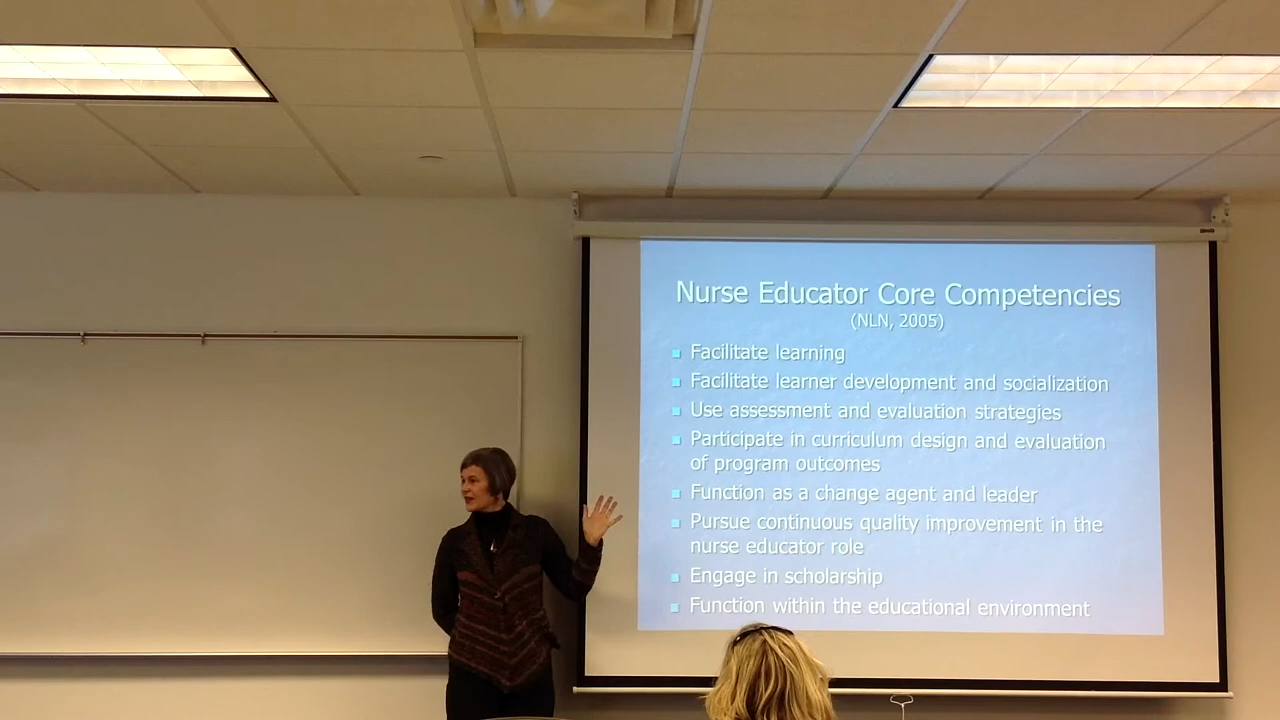 Nurse Educator Core Competencies
(NLN, 2005)
Facilitate learning
Facilitate learner development and socialization
Use assessment and evaluation strategies
Participate in curriculum design and evaluation
of program outcomes
Function as a change agent and leader
Pursue continuous quality improvement in the
nurse educator role
Engage in scholarship
Function within the educational environment